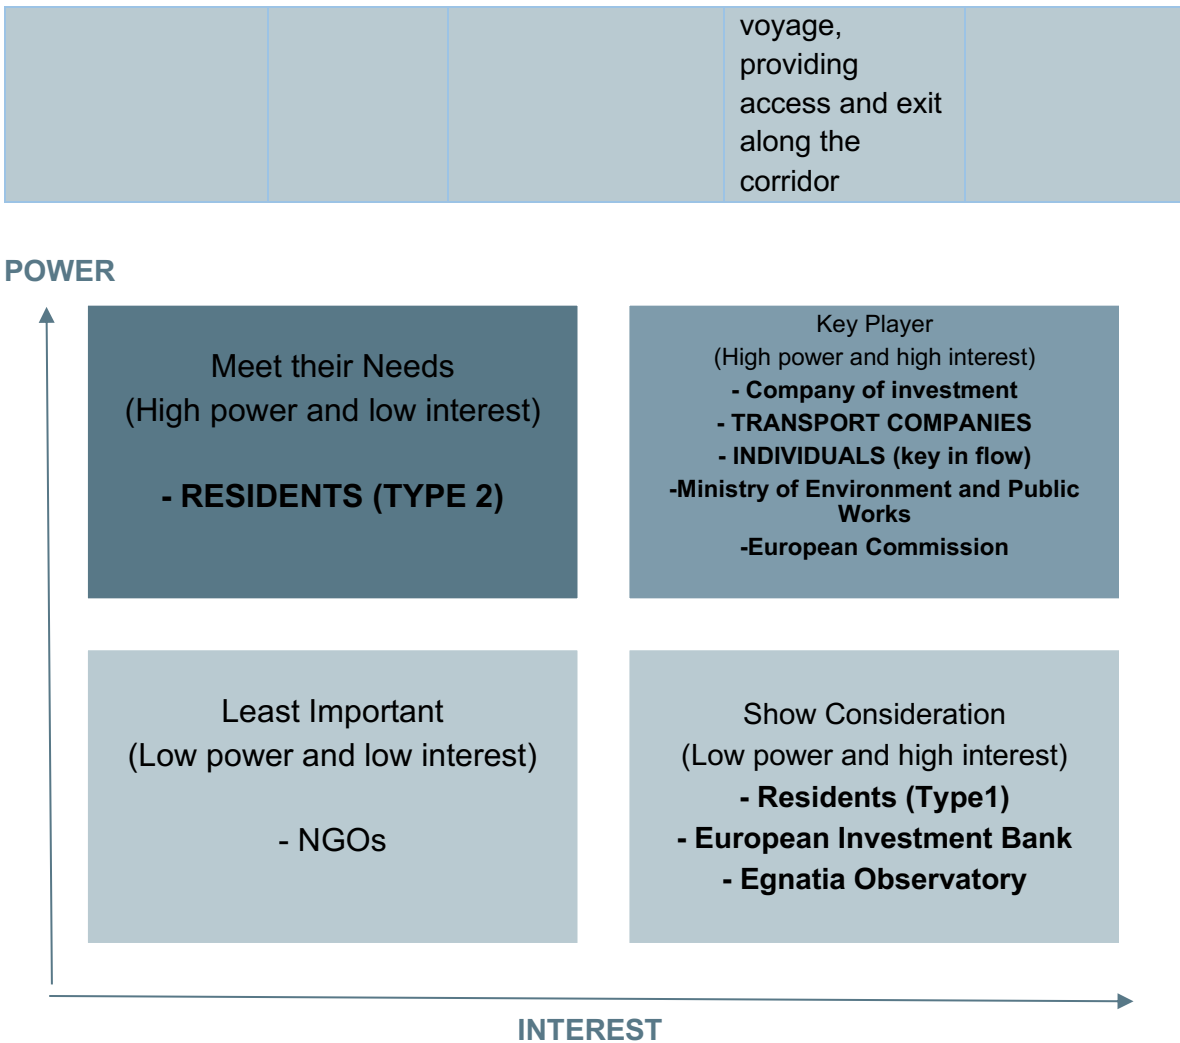 voyage,
providing
access and exit
along the
corridor
POWER
Meet their Needs
(High power and low interest)
- RESIDENTS (TYPE 2)
Key Player
(High power and high interest)
- Company of investment
- TRANSPORT COMPANIES
- INDIVIDUALS (key in flow)
-Ministry of Environment and Public
Works
-European Commission
Least Important
(Low power and low interest)
- NGOs
Show Consideration
(Low power and high interest)
- Residents (Type1)
- European Investment Bank
- Egnatia Observatory
INTEREST